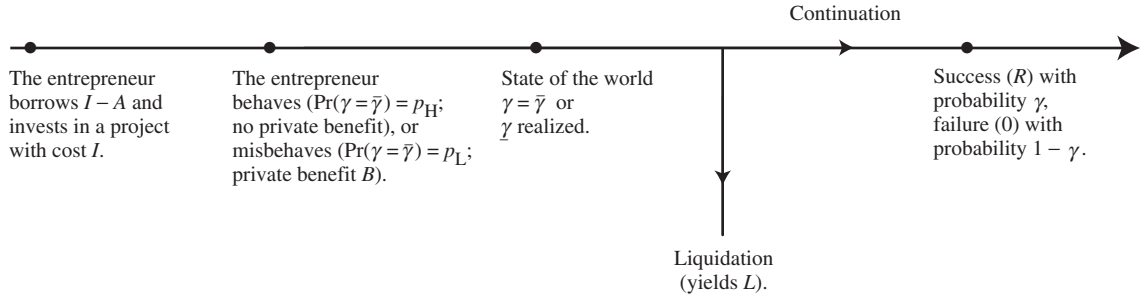 Continuation
The entrepreneur
borrows I – A and
invests in a project
with cost I.
The entrepreneur
behaves (Pr(γ = γ̄) = p_H;
no private benefit), or
misbehaves (Pr(γ = γ̄) = p_L;
private benefit B).
State of the world
γ = γ̄ or
γ̲ realized.
Success (R) with
probability γ,
failure (0) with
probability 1 – γ.
Liquidation
(yields L).